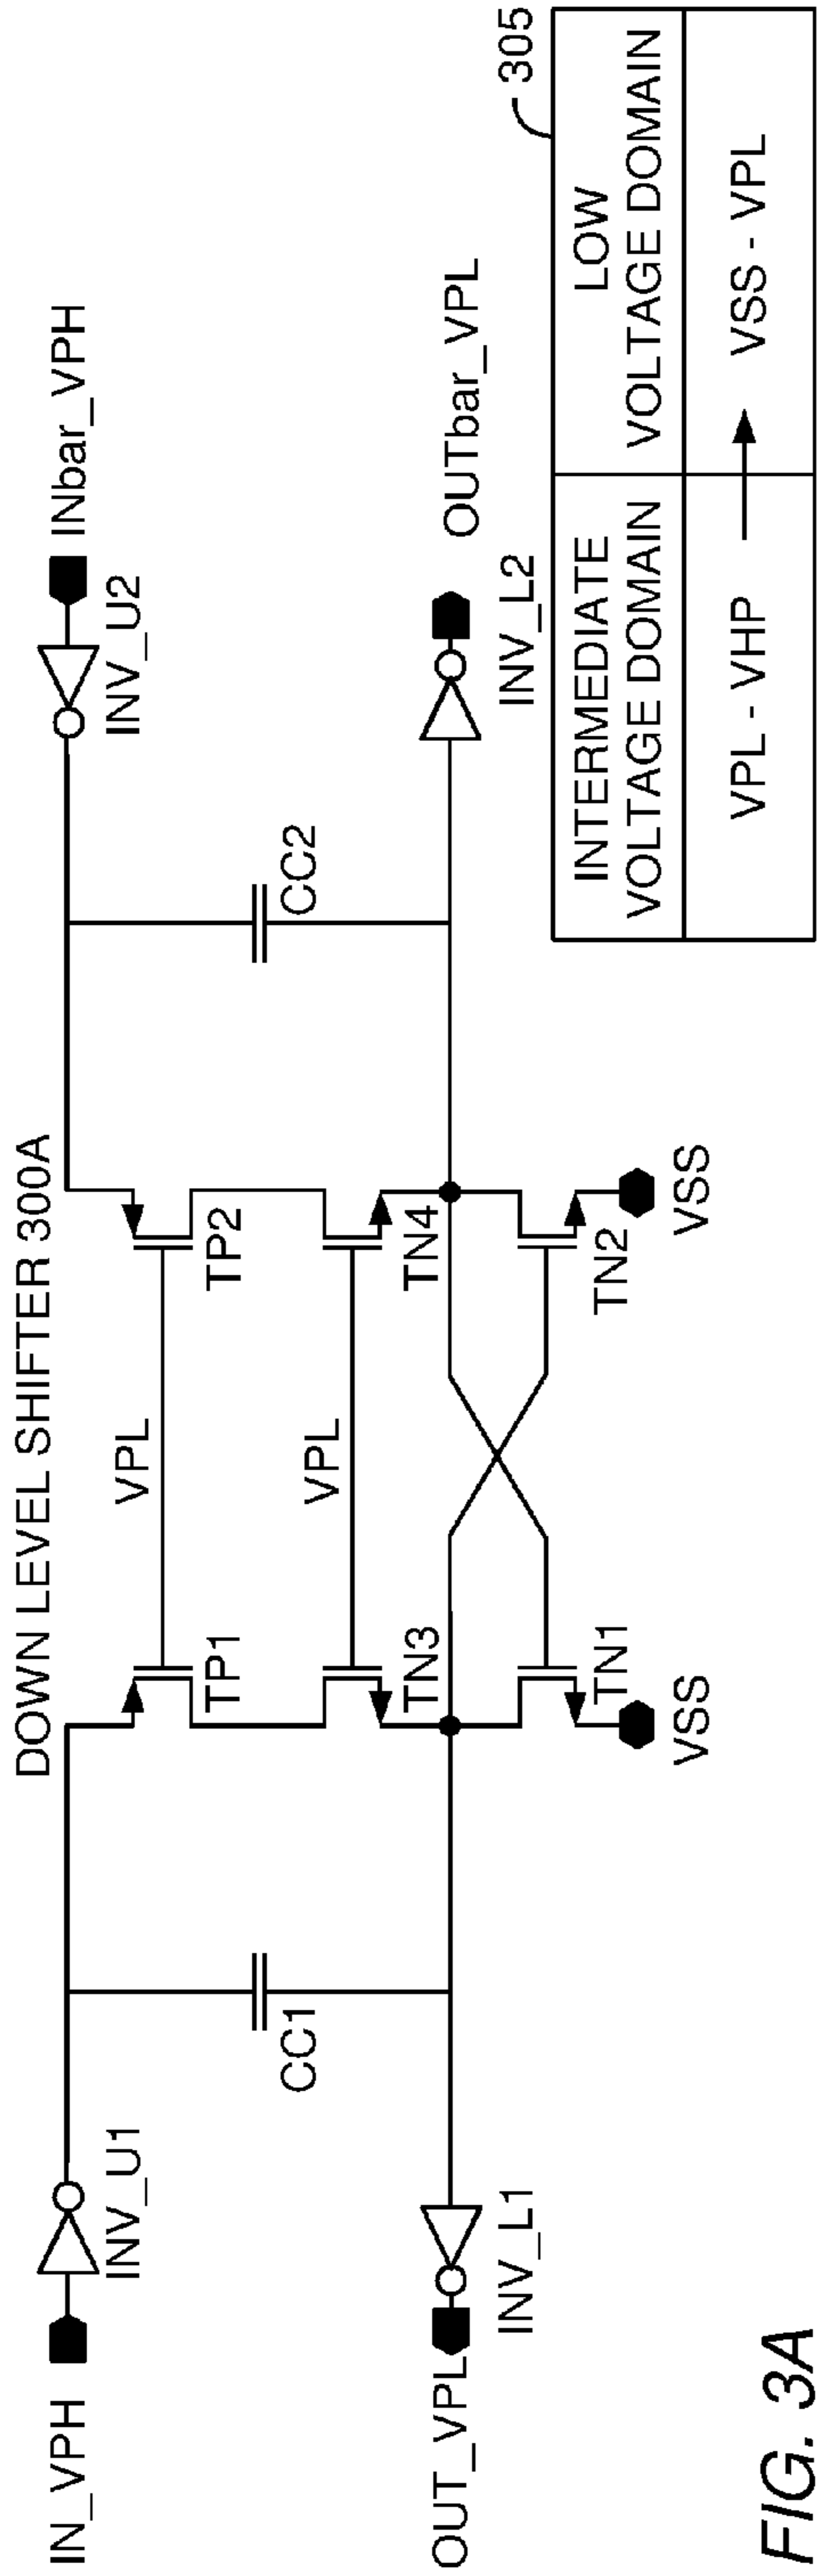 DOWN LEVEL SHIFTER 300A
IN_VPH
INV_U1
INV_U2
INbar_VPH
CC1
TP1
VPL
TP2
CC2
TN3
VPL
TN4
OUT_VPL
INV_L1
INV_L2
OUTbar_VPL
TN1
TN2
VSS
VSS
305
INTERMEDIATE
VOLTAGE DOMAIN
LOW
VOLTAGE DOMAIN
VPL - VHP
VSS - VPL
FIG. 3A